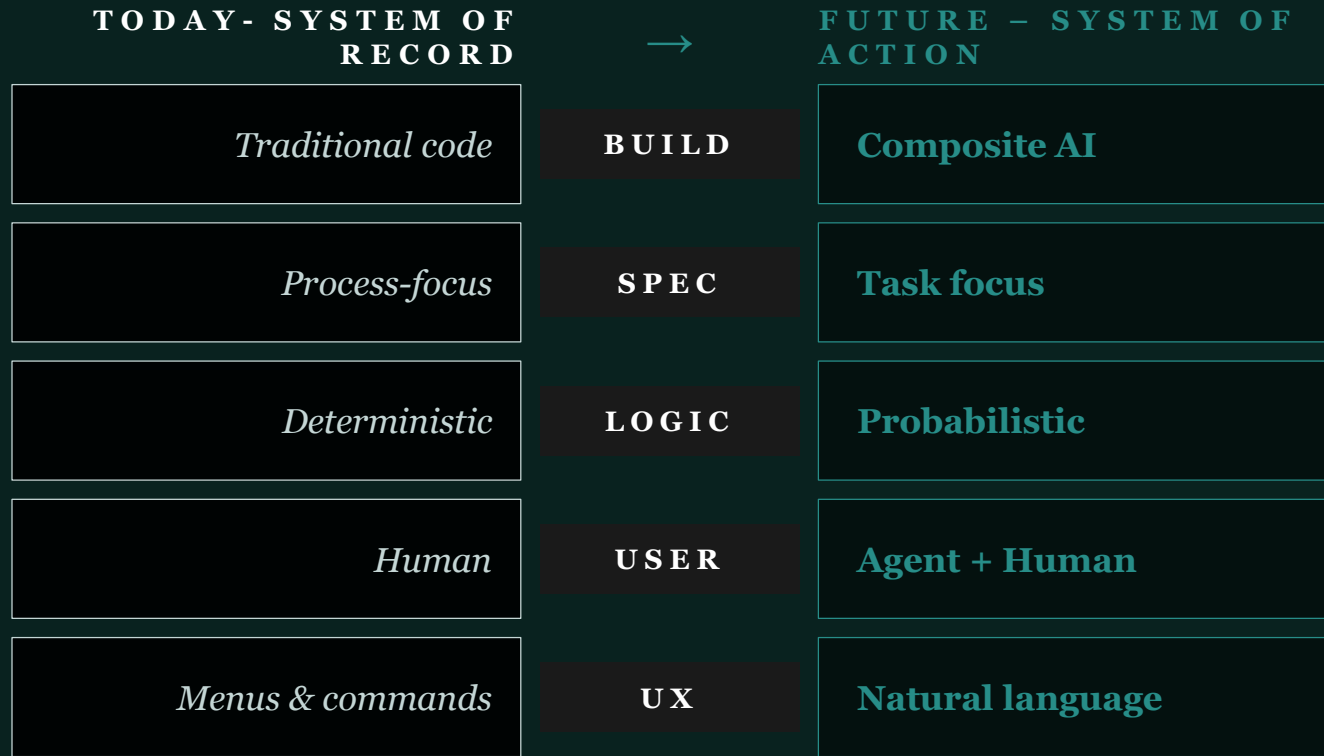 TODAY- SYSTEM OF
RECORD
→
FUTURE – SYSTEM OF
ACTION
Traditional code
BUILD
Composite AI
Process-focus
SPEC
Task focus
Deterministic
LOGIC
Probabilistic
Human
USER
Agent + Human
Menus & commands
UX
Natural language